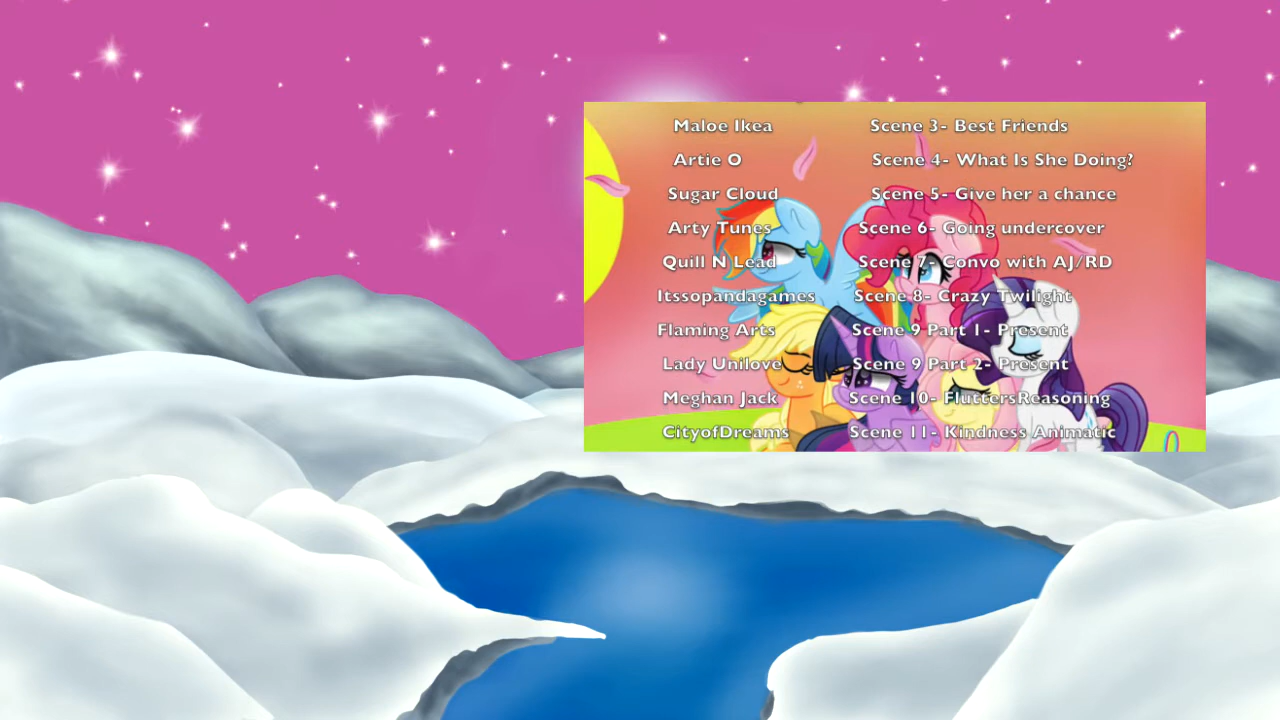 Maloe Ikea Scene 3- Best Friends
Artie O Scene 4- What Is She Doing?
Sugar Cloud Scene 5- Give her a chance
Arty Tunes Scene 6- Going undercover
Quill N Lead Scene 7- Convo with AJ/RD
Itssopandagames Scene 8- Crazy Twilight
Flaming Arts Scene 9 Part 1- Present
Lady Unilove Scene 9 Part 2- Present
Meghan Jack Scene 10- FluttersReasoning
CityofDreams Scene 11- Kindness Animatic